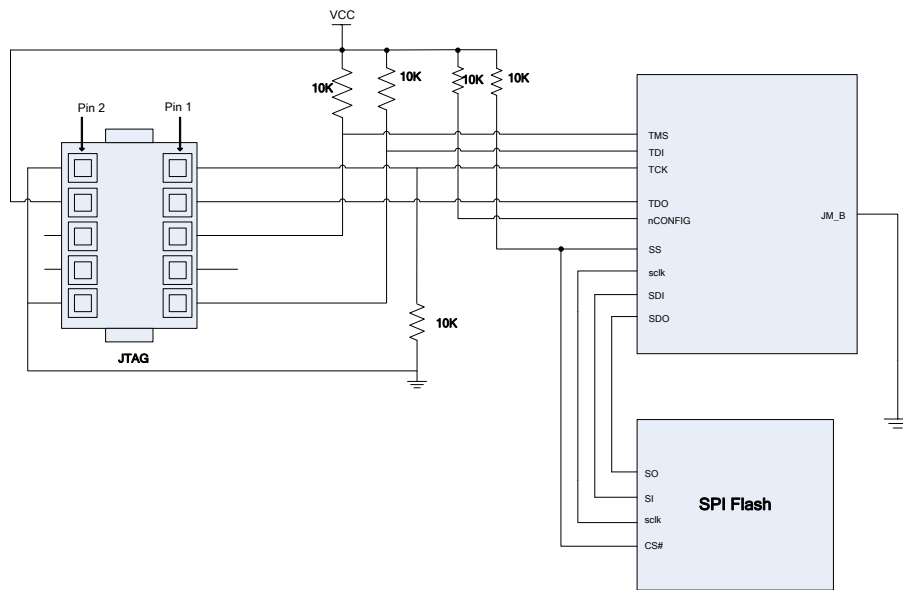 VCC
10K
10K
10K
10K
Pin 2
Pin 1
TMS
TDI
TCK
TDO
nCONFIG
JM_B
SS
sclk
SDI
SDO
10K
JTAG
SO
SI
SPI Flash
sclk
CS#